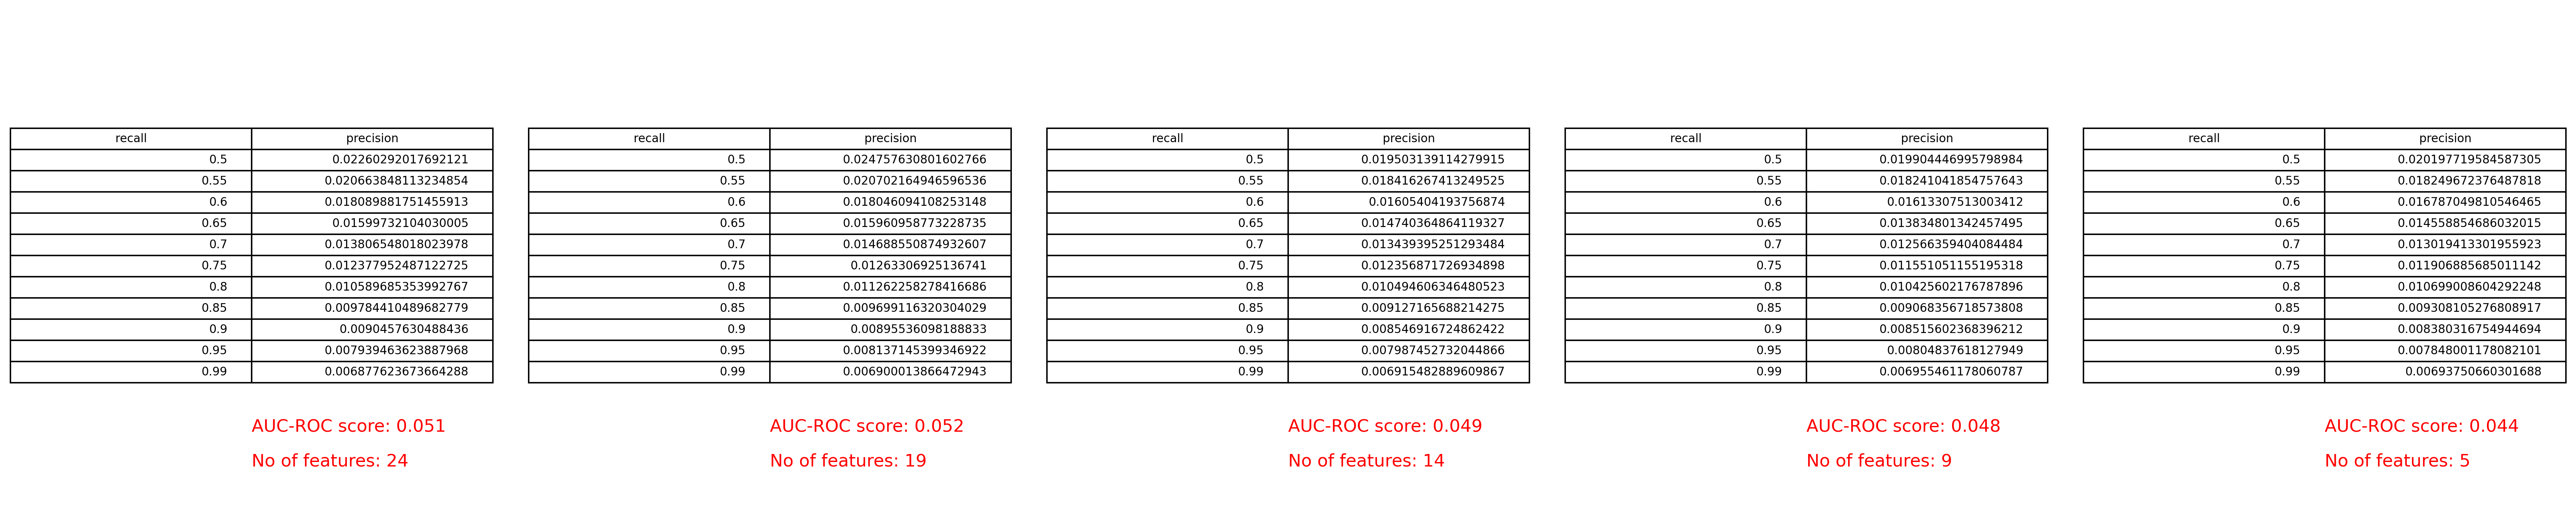 recall precision recall precision recall precision recall precision recall precision
0.5 0.02260292017692121 0.5 0.024757630801602766 0.5 0.019503139114279915 0.5 0.019904446995798984 0.5 0.020197719584587305
0.55 0.020663848113234854 0.55 0.020702164946596536 0.55 0.018416267413249525 0.55 0.018241041854757643 0.55 0.018249672376487818
0.6 0.018089881751455913 0.6 0.018046094108253148 0.6 0.01605404193756874 0.6 0.01613307513003412 0.6 0.016787049810546465
0.65 0.01599732104030005 0.65 0.015960958773228735 0.65 0.014740364864119327 0.65 0.013834801342457495 0.65 0.014558854686032015
0.7 0.013806548018023978 0.7 0.014688550874932607 0.7 0.013439395251293484 0.7 0.012566359404084484 0.7 0.013019413301955923
0.75 0.012377952487122725 0.75 0.01263306925136741 0.75 0.012356871726934898 0.75 0.011551051155195318 0.75 0.011906885685011142
0.8 0.010589685353992767 0.8 0.011262258278416686 0.8 0.010494606346480523 0.8 0.010425602176787896 0.8 0.010699008604292248
0.85 0.009784410489682779 0.85 0.009699116320304029 0.85 0.009127165688214275 0.85 0.009068356718573808 0.85 0.009308105276808917
0.9 0.0090457630488436 0.9 0.00895536098188833 0.9 0.008546916724862422 0.9 0.008515602368396212 0.9 0.008380316754944694
0.95 0.007939463623887968 0.95 0.008137145399346922 0.95 0.007987452732044866 0.95 0.00804837618127949 0.95 0.007848001178082101
0.99 0.006877623673664288 0.99 0.006900013866472943 0.99 0.006915482889609867 0.99 0.006955461178060787 0.99 0.00693750660301688
AUC-ROC score: 0.051 AUC-ROC score: 0.052 AUC-ROC score: 0.049 AUC-ROC score: 0.048 AUC-ROC score: 0.044
No of features: 24 No of features: 19 No of features: 14 No of features: 9 No of features: 5